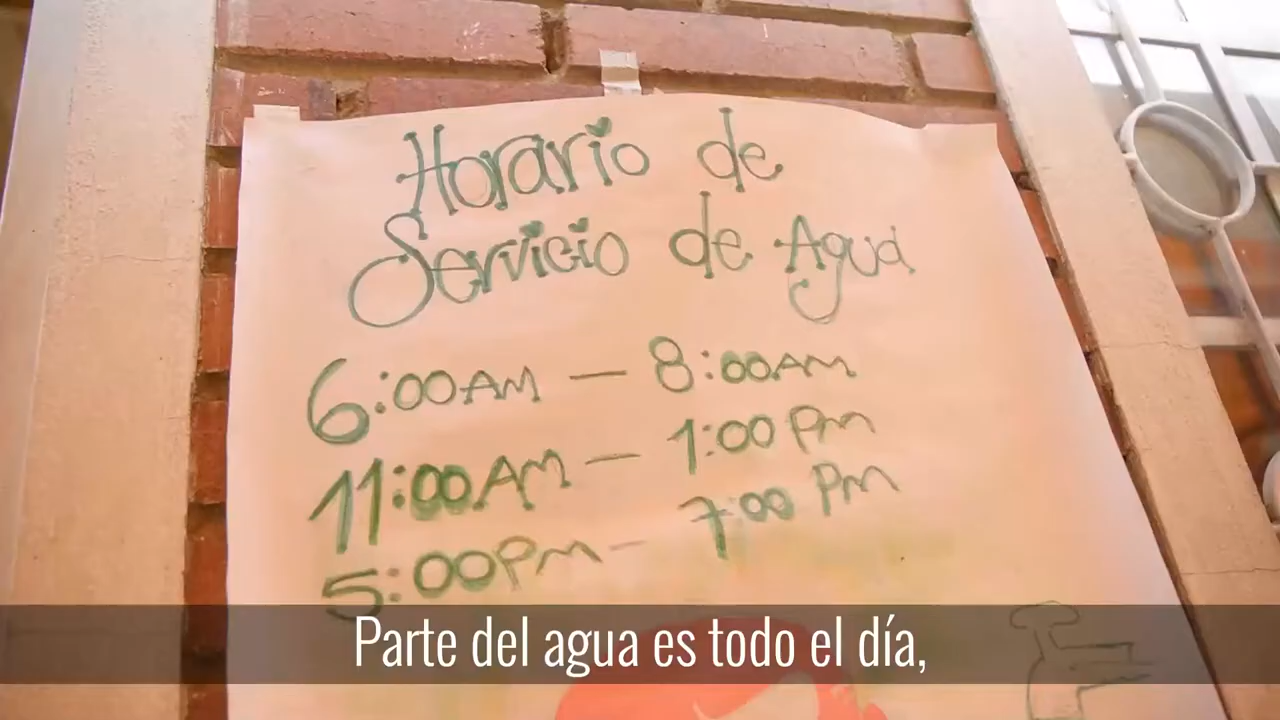 Horario de
Servicio de Agua
6:00AM — 8:00AM
11:00AM — 1:00 Pm
5:00Pm — 7:00 Pm
Parte del agua es todo el día,